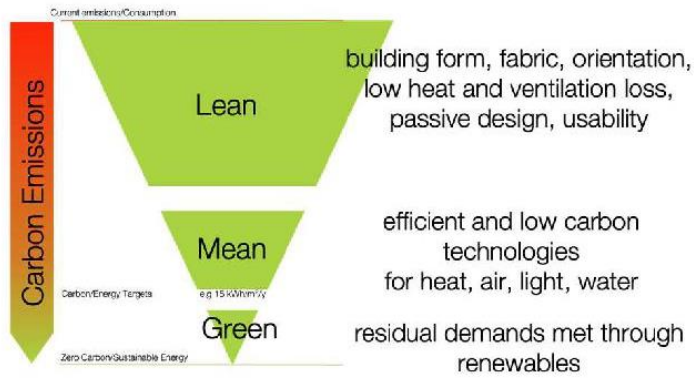 Current emissions/Consumption
Carbon Emissions
Lean
building form, fabric, orientation,
low heat and ventilation loss,
passive design, usability
Mean
efficient and low carbon
technologies
for heat, air, light, water
Carbon/Energy Targets
e.g 15 kWh/m²/y
Green
residual demands met through
renewables
Zero Carbon/Sustainable Energy